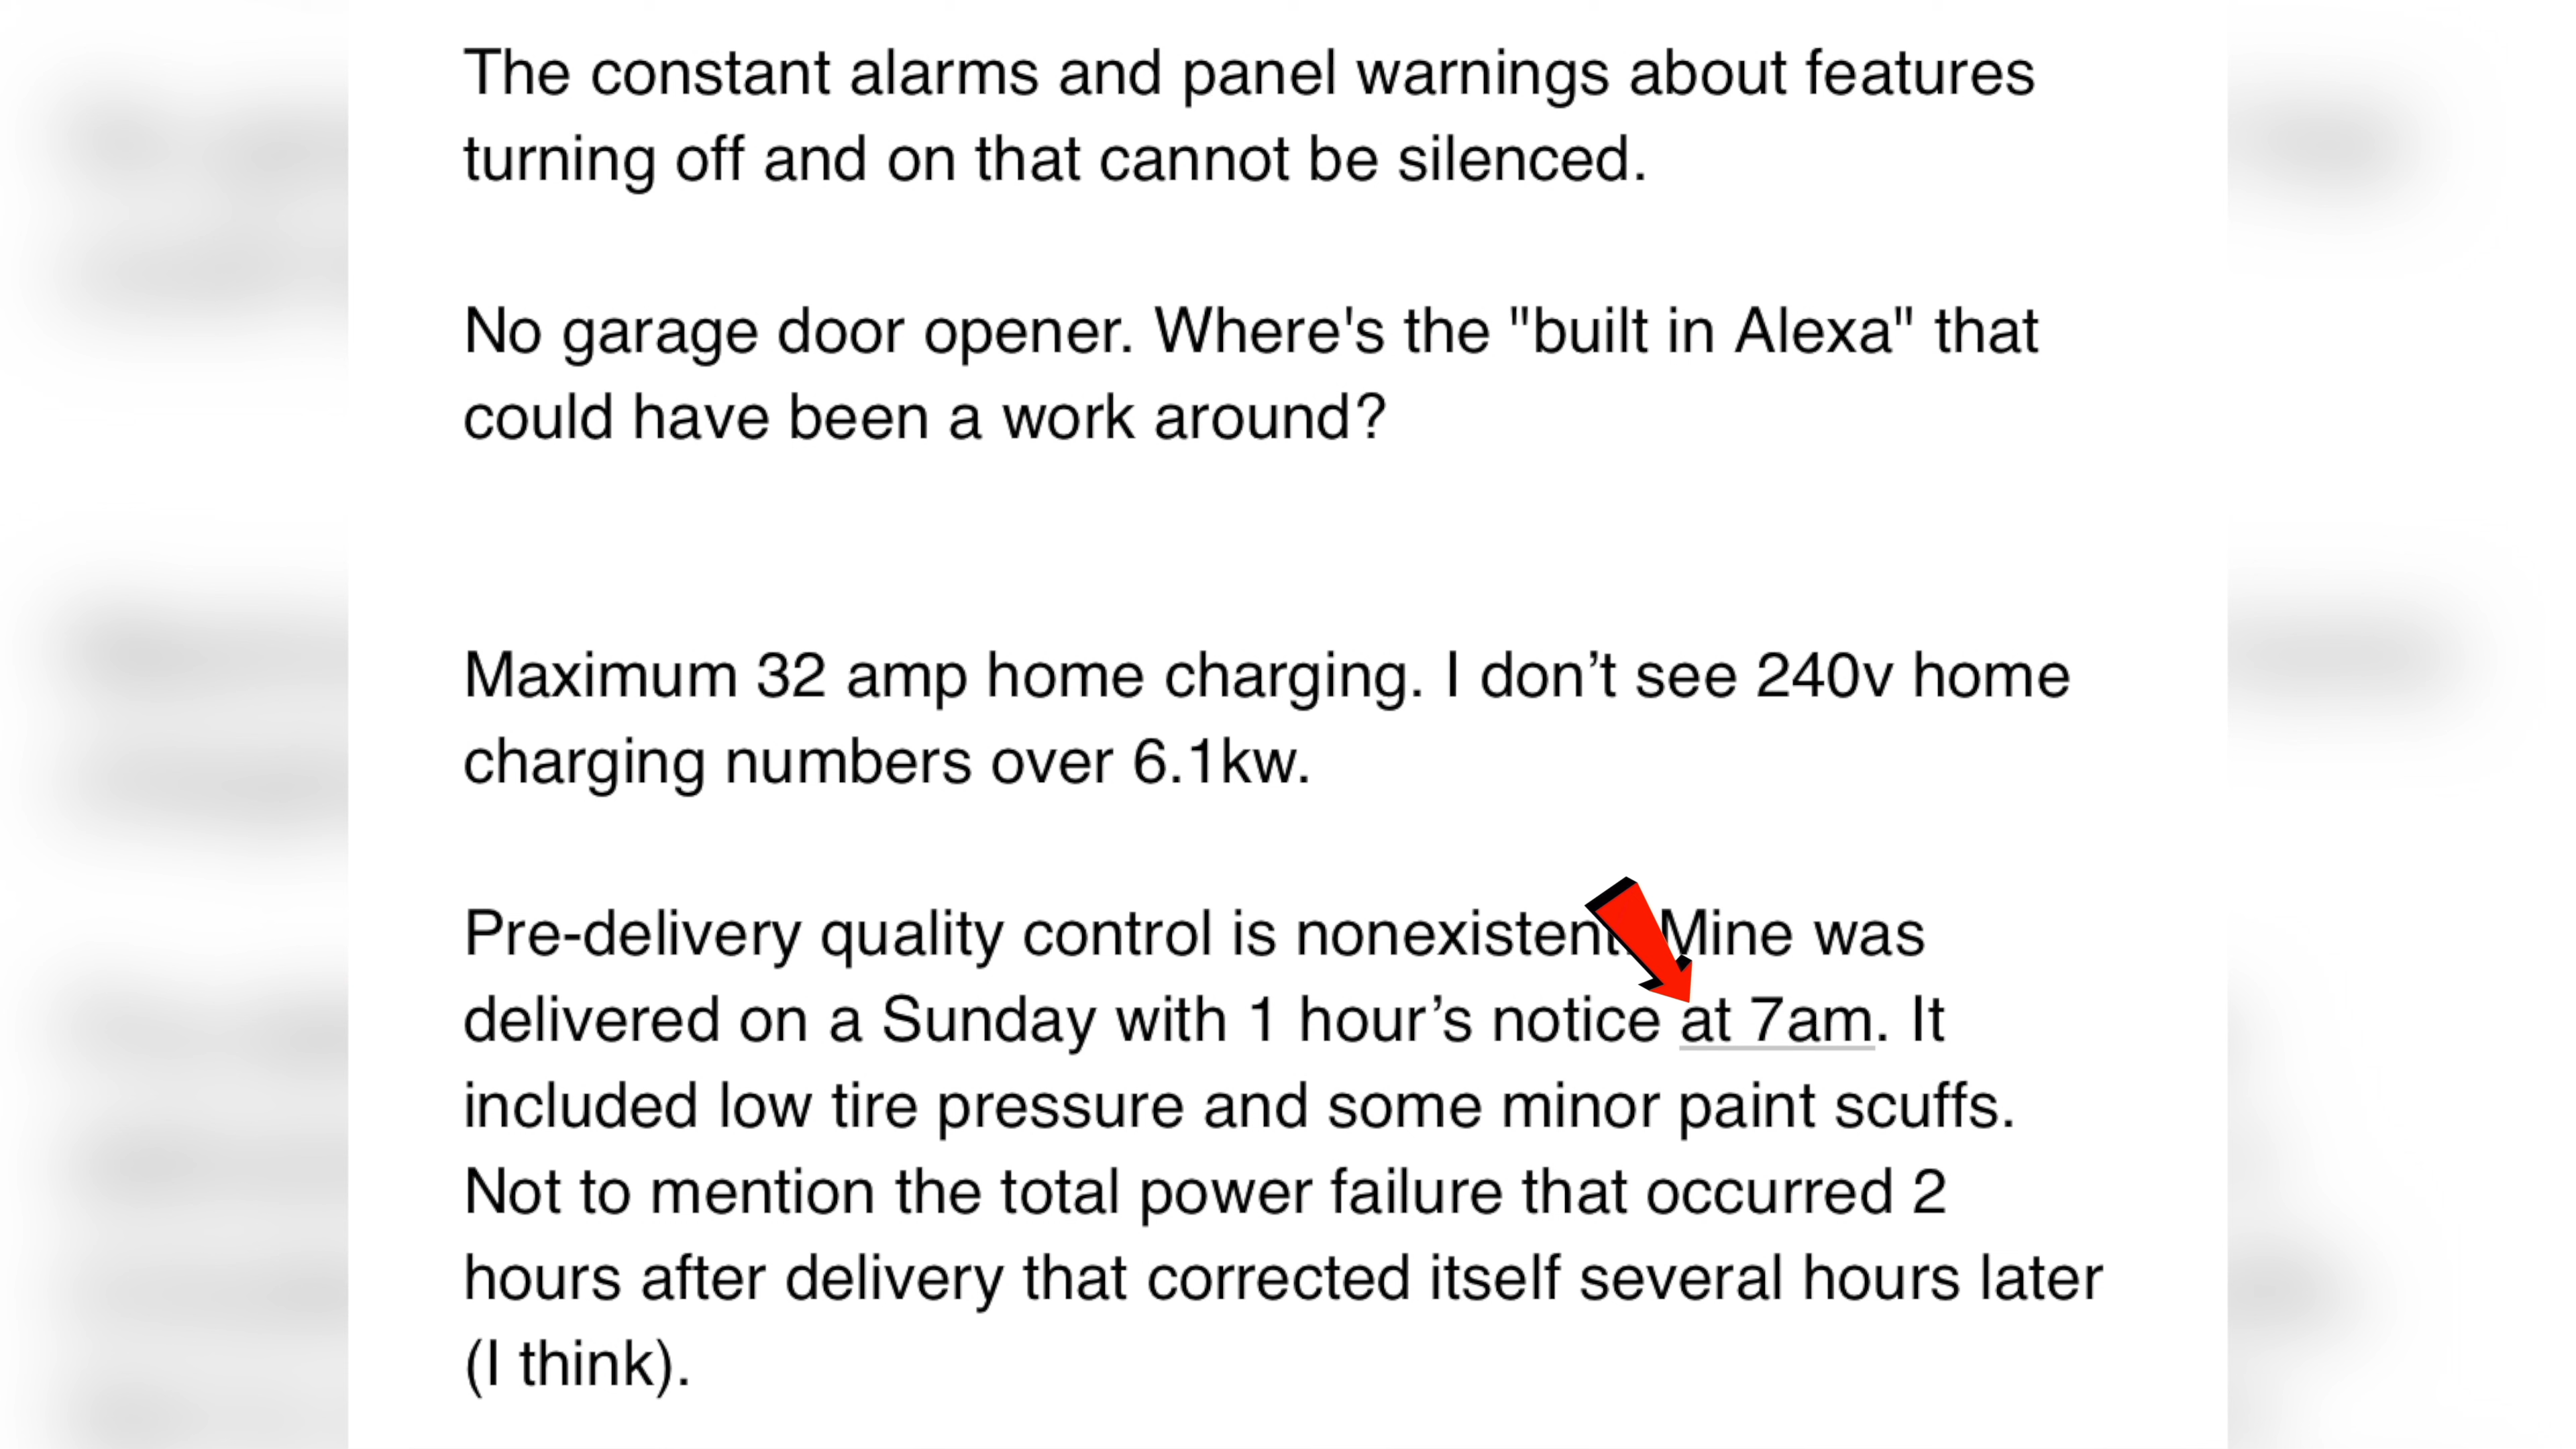 The constant alarms and panel warnings about features
turning off and on that cannot be silenced.
No garage door opener. Where's the "built in Alexa" that
could have been a work around?
Maximum 32 amp home charging. I don’t see 240v home
charging numbers over 6.1kw.
Pre-delivery quality control is nonexistent. Mine was
delivered on a Sunday with 1 hour’s notice at 7am. It
included low tire pressure and some minor paint scuffs.
Not to mention the total power failure that occurred 2
hours after delivery that corrected itself several hours later
(I think).